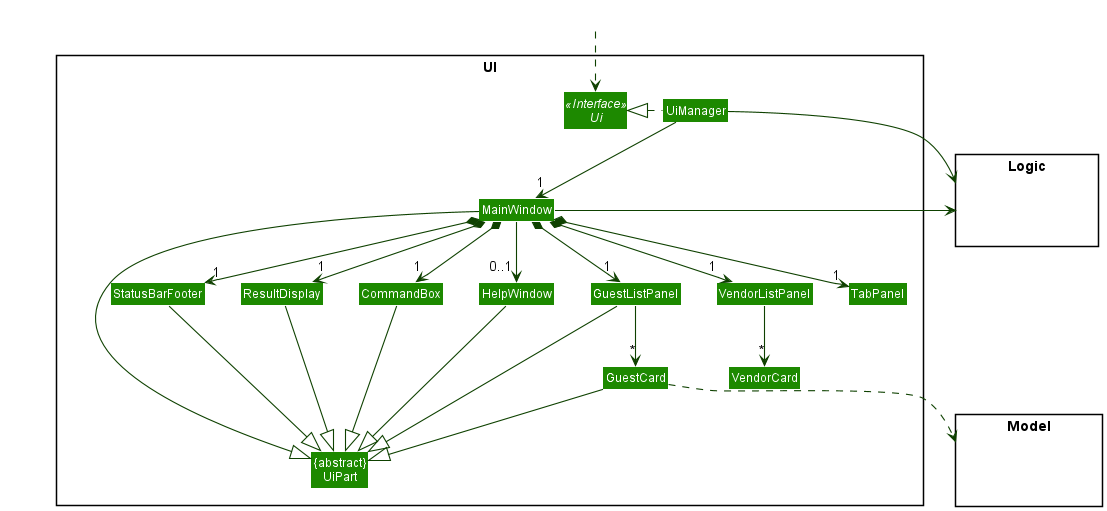 UI
«Interface»
Ui
UiManager
Logic
1
MainWindow
1
1
1
0..1
1
1
1
StatusBarFooter
ResultDisplay
CommandBox
HelpWindow
GuestListPanel
VendorListPanel
TabPanel
*
*
GuestCard
VendorCard
Model
{abstract}
UiPart